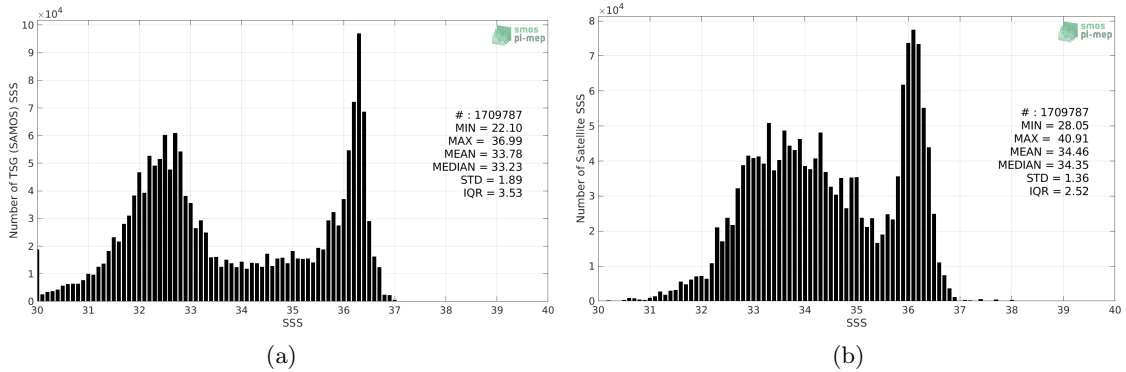 ×10⁴
10
9
8
7
6
5
4
3
2
1
0
Number of TSG (SAMOS) SSS
smos
pi-mep
# : 1709787
MIN = 22.10
MAX = 36.99
MEAN = 33.78
MEDIAN = 33.23
STD = 1.89
IQR = 3.53
30 31 32 33 34 35 36 37 38 39 40
SSS
(a)
×10⁴
8
7
6
5
4
3
2
1
0
Number of Satellite SSS
smos
pi-mep
# : 1709787
MIN = 28.05
MAX = 40.91
MEAN = 34.46
MEDIAN = 34.35
STD = 1.36
IQR = 2.52
30 31 32 33 34 35 36 37 38 39 40
SSS
(b)